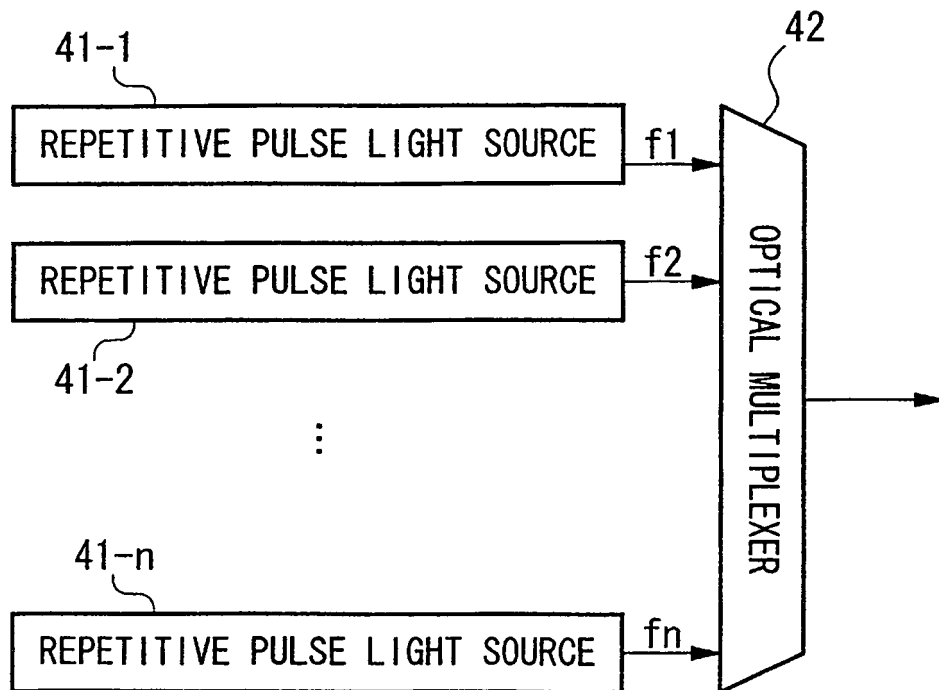 42
41-1
REPETITIVE PULSE LIGHT SOURCE
f1
REPETITIVE PULSE LIGHT SOURCE
f2
41-2
⋮
41-n
REPETITIVE PULSE LIGHT SOURCE
fn
OPTICAL MULTIPLEXER